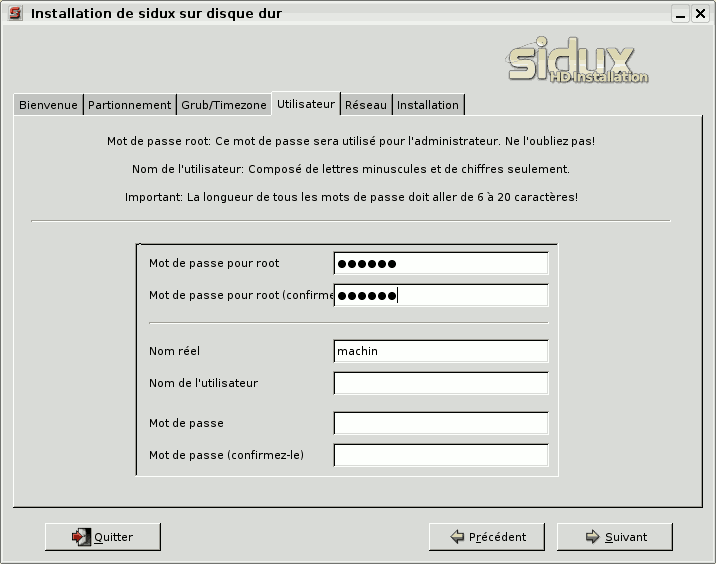 Installation de sidux sur disque dur
sidux
HD-Installation
Bienvenue Partionnement Grub/Timezone Utilisateur Réseau Installation
Mot de passe root: Ce mot de passe sera utilisé pour l'administrateur. Ne l'oubliez pas!
Nom de l'utilisateur: Composé de lettres minuscules et de chiffres seulement.
Important: La longueur de tous les mots de passe doit aller de 6 à 20 caractères!
Mot de passe pour root ●●●●●●
Mot de passe pour root (confirme ●●●●●●
Nom réel machin
Nom de l'utilisateur
Mot de passe
Mot de passe (confirmez-le)
Quitter Précédent Suivant